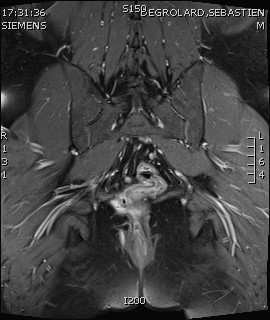 17:31:36 S150 DEGROLARD,SEBASTIEN
SIEMENS M
R
1
3
1
L
1
6
4
I200